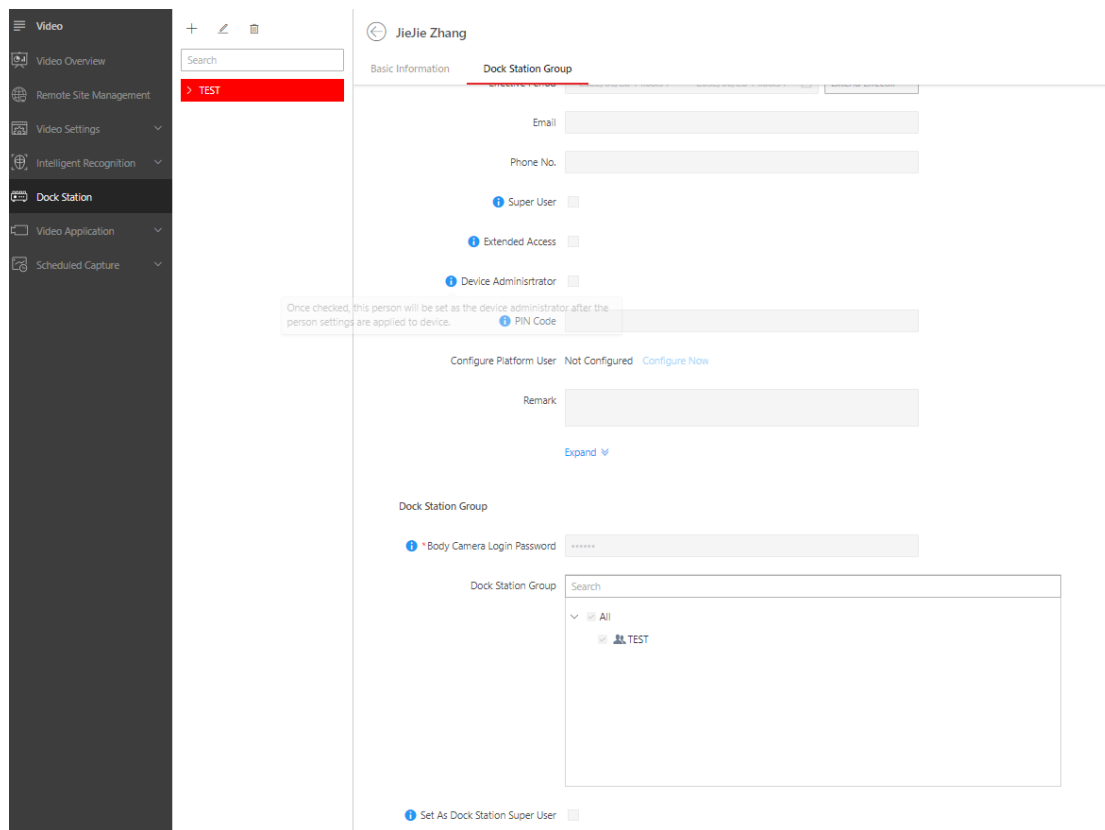 Video
Video Overview
Remote Site Management
Video Settings
Intelligent Recognition
Dock Station
Video Application
Scheduled Capture
Search
TEST
JieJie Zhang
Basic Information
Dock Station Group
Effective Period
Email
Phone No.
Super User
Extended Access
Device Adminisrtrator
Once checked, this person will be set as the device administrator after the
person settings are applied to device.
PIN Code
Configure Platform User Not Configured Configure Now
Remark
Expand
Dock Station Group
*Body Camera Login Password ••••••
Dock Station Group Search
All
TEST
Set As Dock Station Super User